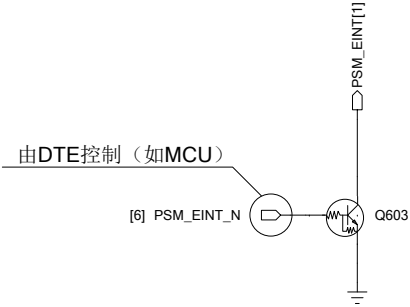 PSM_EINT[1]
由DTE控制（如MCU）
[6] PSM_EINT_N
Q603